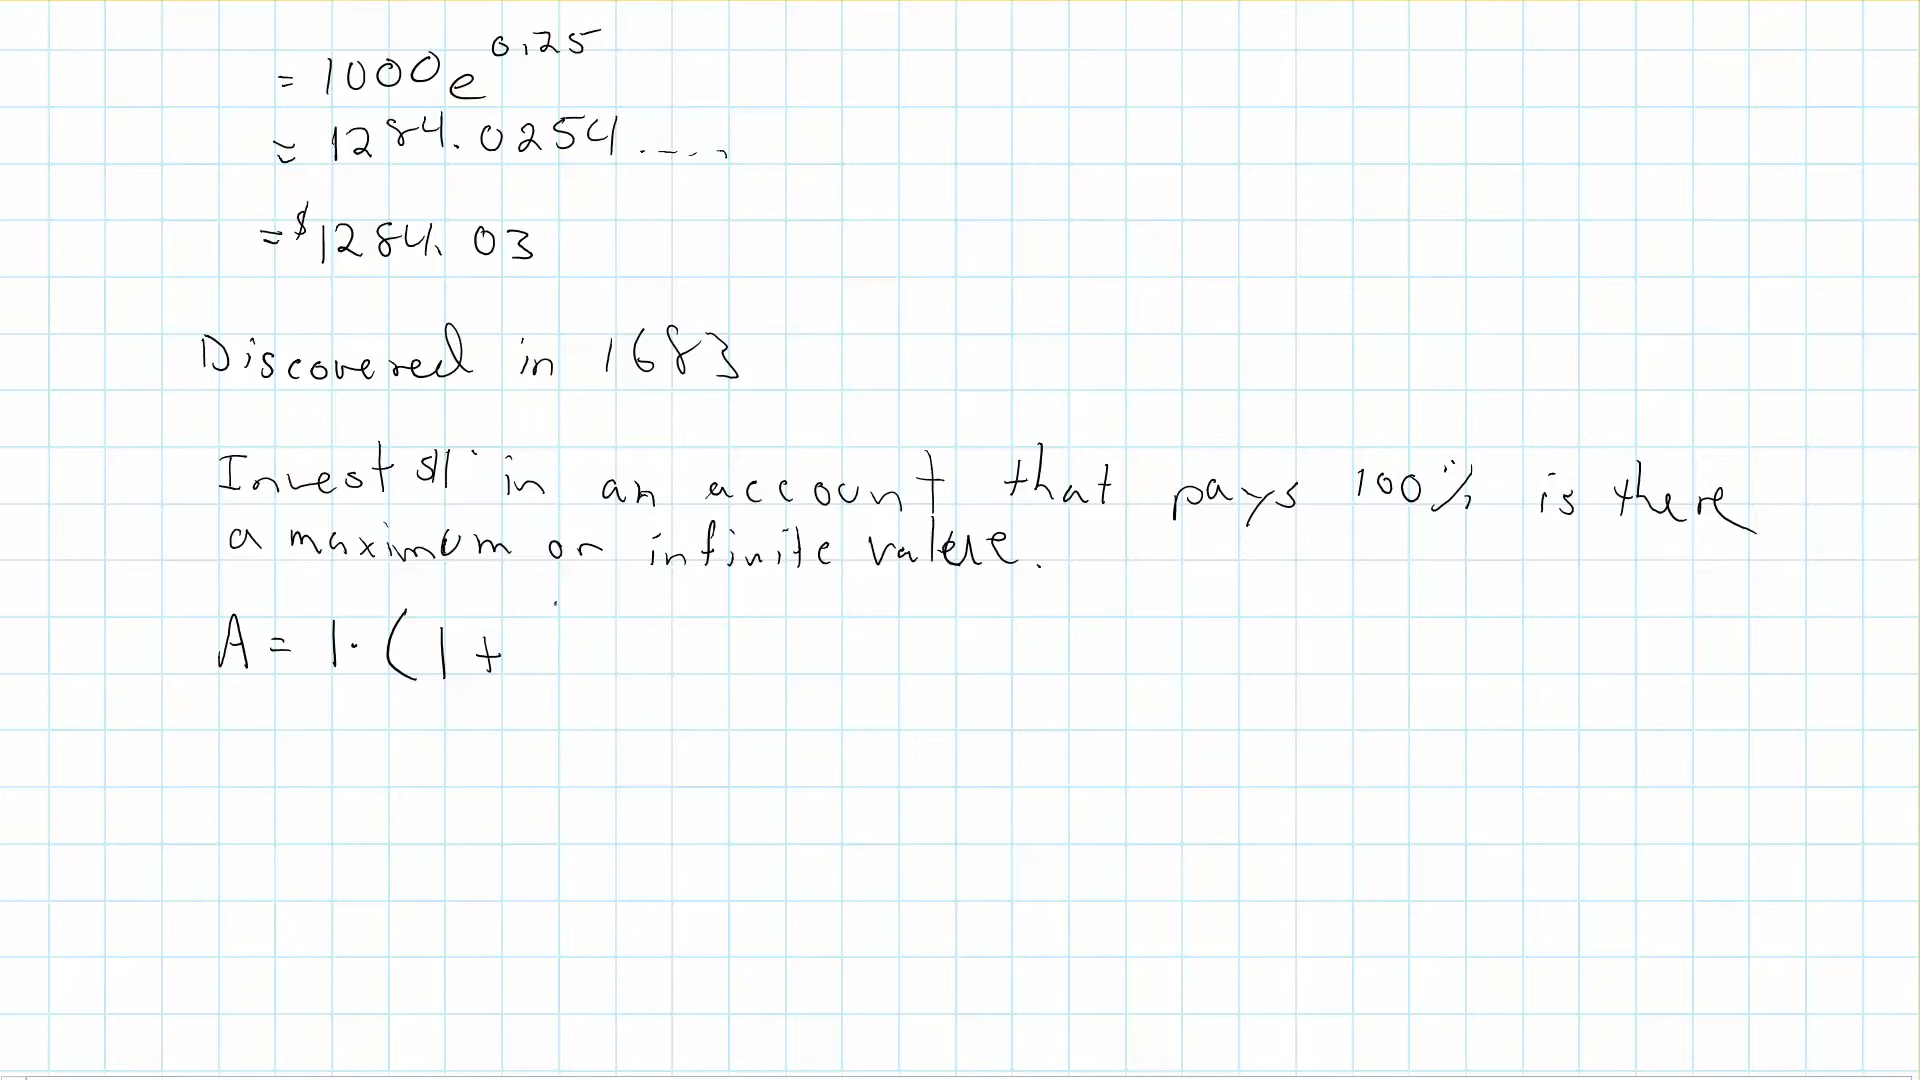 = 1000e^0.25
≈ 1284.0254....
= $1284.03
Discovered in 1683
Invest $1 in an account that pays 100% is there
a maximum or infinite value.
A = 1·(1+